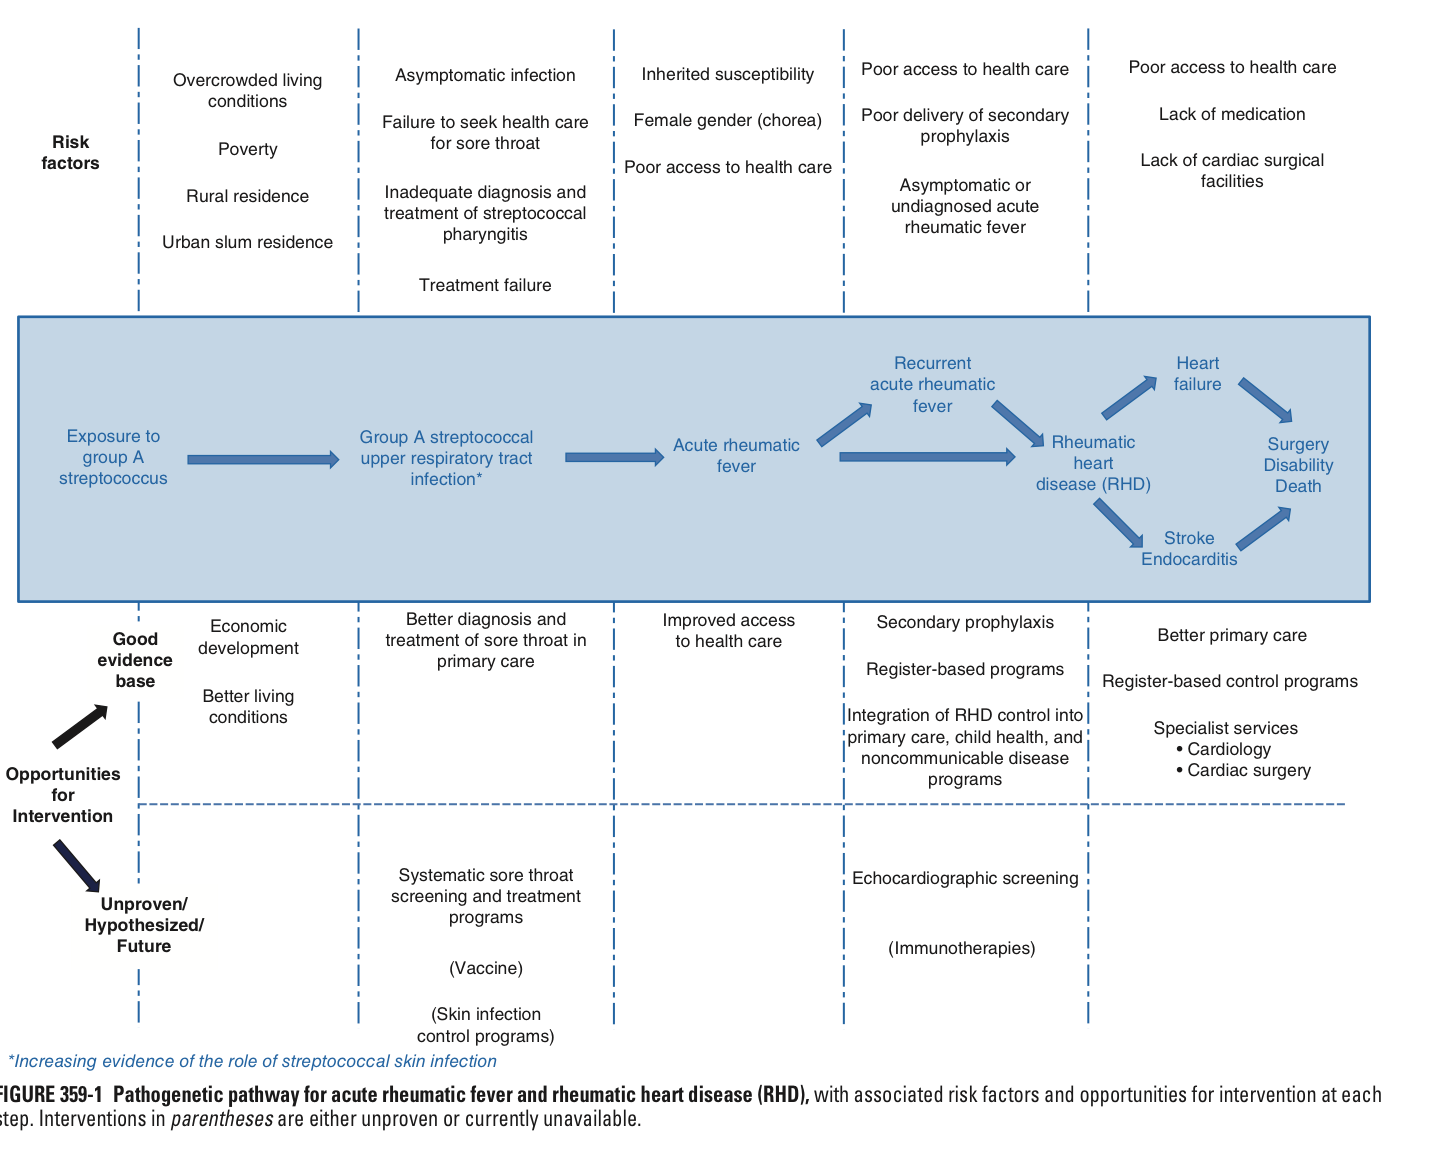 Risk
factors
Overcrowded living
conditions
Poverty
Rural residence
Urban slum residence
Asymptomatic infection
Failure to seek health care
for sore throat
Inadequate diagnosis and
treatment of streptococcal
pharyngitis
Treatment failure
Inherited susceptibility
Female gender (chorea)
Poor access to health care
Poor access to health care
Poor delivery of secondary
prophylaxis
Asymptomatic or
undiagnosed acute
rheumatic fever
Poor access to health care
Lack of medication
Lack of cardiac surgical
facilities
Exposure to
group A
streptococcus
Group A streptococcal
upper respiratory tract
infection*
Acute rheumatic
fever
Recurrent
acute rheumatic
fever
Rheumatic
heart
disease (RHD)
Heart
failure
Stroke
Endocarditis
Surgery
Disability
Death
Opportunities
for
Intervention
Good
evidence
base
Economic
development
Better living
conditions
Better diagnosis and
treatment of sore throat in
primary care
Improved access
to health care
Secondary prophylaxis
Register-based programs
Integration of RHD control into
primary care, child health, and
noncommunicable disease
programs
Better primary care
Register-based control programs
Specialist services
• Cardiology
• Cardiac surgery
Unproven/
Hypothesized/
Future
Systematic sore throat
screening and treatment
programs
(Vaccine)
(Skin infection
control programs)
Echocardiographic screening
(Immunotherapies)
*Increasing evidence of the role of streptococcal skin infection
FIGURE 359-1 Pathogenetic pathway for acute rheumatic fever and rheumatic heart disease (RHD), with associated risk factors and opportunities for intervention at each
step. Interventions in parentheses are either unproven or currently unavailable.